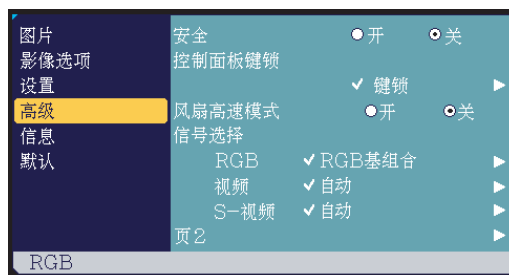 图片
影像选项
设置
高级
信息
默认
安全 开 关
控制面板键锁
✓ 键锁
风扇高速模式 开 关
信号选择
RGB ✓ RGB基组合
视频 ✓ 自动
S-视频 ✓ 自动
页2
RGB